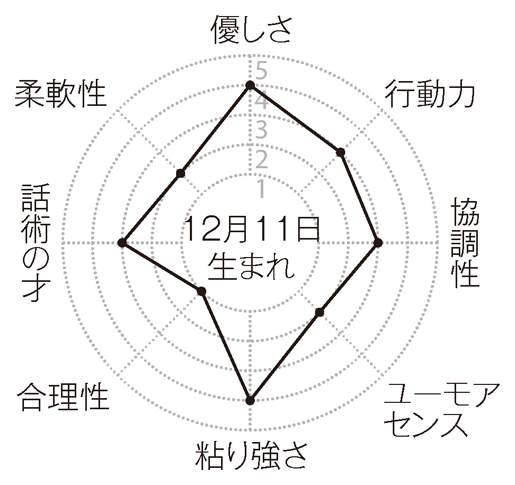 優しさ
行動力
協調性
ユーモア
センス
粘り強さ
合理性
話術の才
柔軟性
5
4
3
2
1
12月11日
生まれ